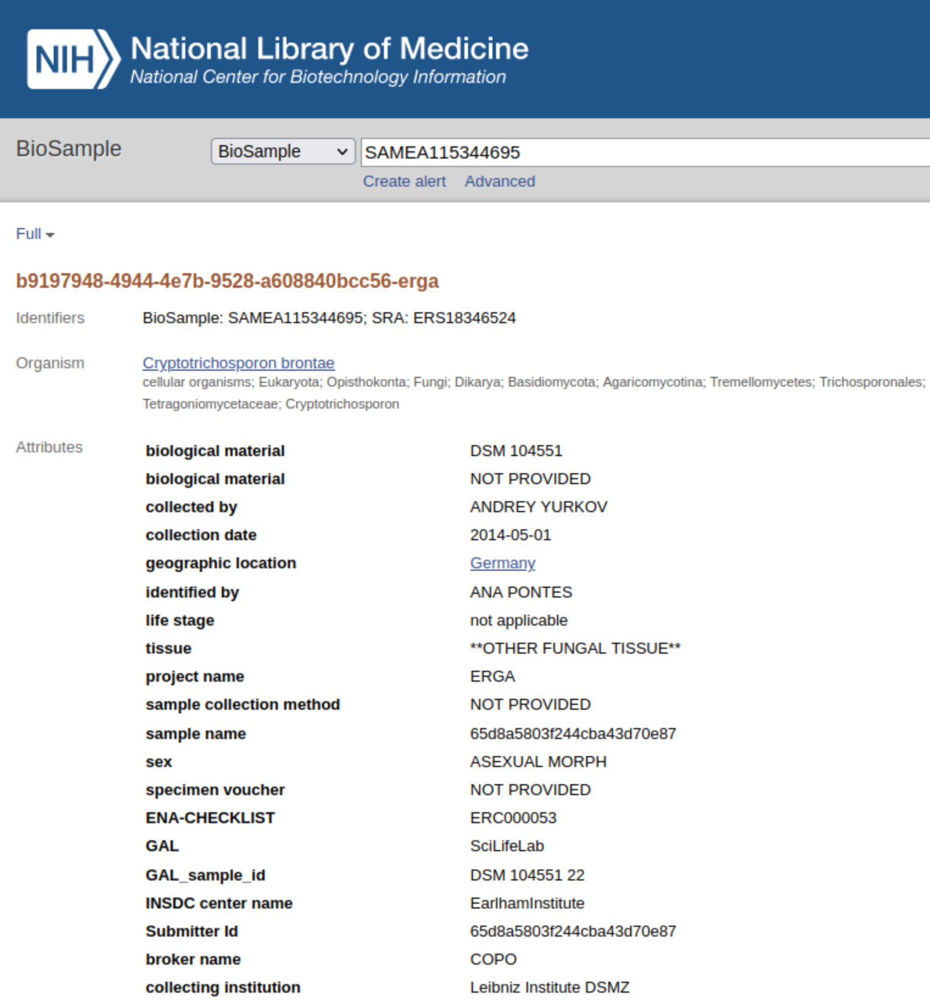 NIH National Library of Medicine
National Center for Biotechnology Information
BioSample BioSample SAMEA115344695
Create alert Advanced
Full
b9197948-4944-4e7b-9528-a608840bcc56-erga
Identifiers BioSample: SAMEA115344695; SRA: ERS18346524
Organism Cryptotrichosporon brontae
cellular organisms; Eukaryota; Opisthokonta; Fungi; Dikarya; Basidiomycota; Agaricomycotina; Tremellomycetes; Trichosporonales;
Tetragoniomycetaceae; Cryptotrichosporon
Attributes biological material DSM 104551
biological material NOT PROVIDED
collected by ANDREY YURKOV
collection date 2014-05-01
geographic location Germany
identified by ANA PONTES
life stage not applicable
tissue **OTHER FUNGAL TISSUE**
project name ERGA
sample collection method NOT PROVIDED
sample name 65d8a5803f244cba43d70e87
sex ASEXUAL MORPH
specimen voucher NOT PROVIDED
ENA-CHECKLIST ERC000053
GAL SciLifeLab
GAL_sample_id DSM 104551 22
INSDC center name EarlhamInstitute
Submitter Id 65d8a5803f244cba43d70e87
broker name COPO
collecting institution Leibniz Institute DSMZ